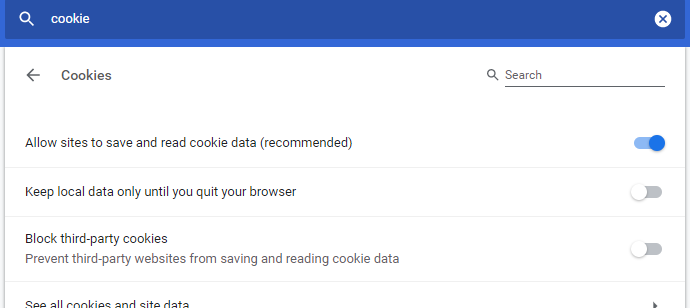 cookie
Cookies
Search
Allow sites to save and read cookie data (recommended)
Keep local data only until you quit your browser
Block third-party cookies
Prevent third-party websites from saving and reading cookie data
See all cookies and site data